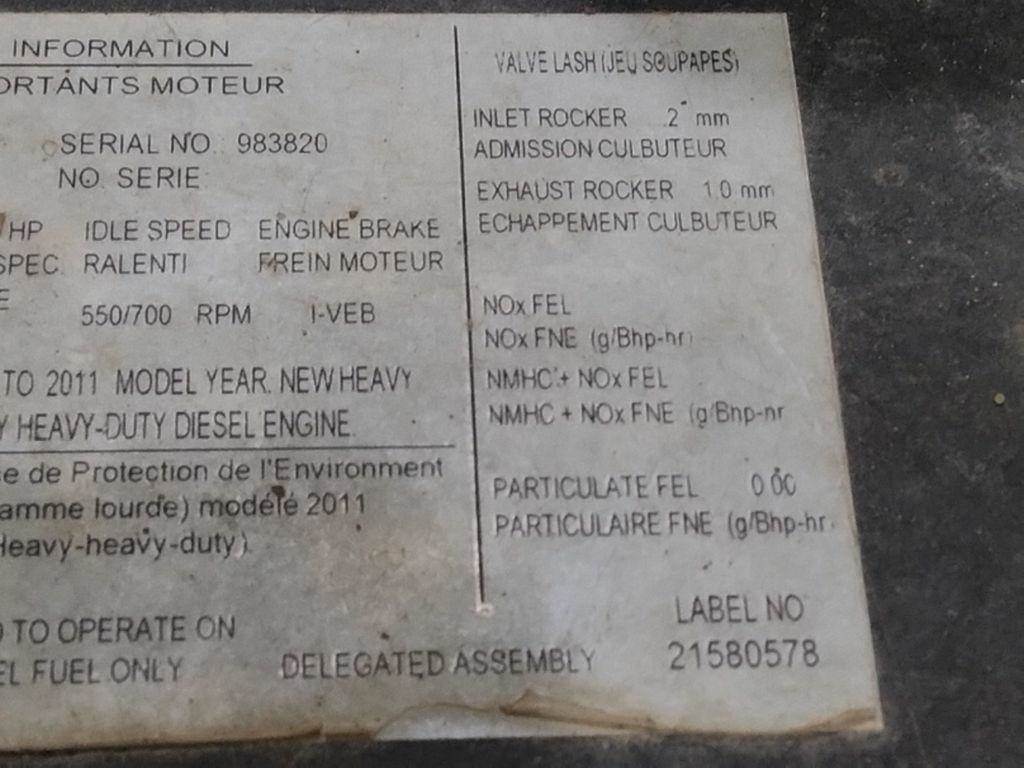 INFORMATION
ORTANTS MOTEUR
SERIAL NO. 983820
NO. SERIE
HP IDLE SPEED ENGINE BRAKE
SPEC. RALENTI FREIN MOTEUR
E
550/700 RPM I-VEB
TO 2011 MODEL YEAR. NEW HEAVY
Y HEAVY-DUTY DIESEL ENGINE.
e de Protection de l'Environment
amme lourde) modele 2011
Heavy-heavy-duty)
TO OPERATE ON
EL FUEL ONLY
DELEGATED ASSEMBLY
VALVE LASH (JEU SOUPAPES)
INLET ROCKER .2 mm
ADMISSION CULBUTEUR
EXHAUST ROCKER 1.0 mm
ECHAPPEMENT CULBUTEUR
NOx FEL
NOx FNE (g/Bhp-hr)
NMHC + NOx FEL
NMHC + NOx FNE (g/Bhp-hr
PARTICULATE FEL
PARTICULAIRE FNE (g/Bhp-hr
LABEL NO
21580578